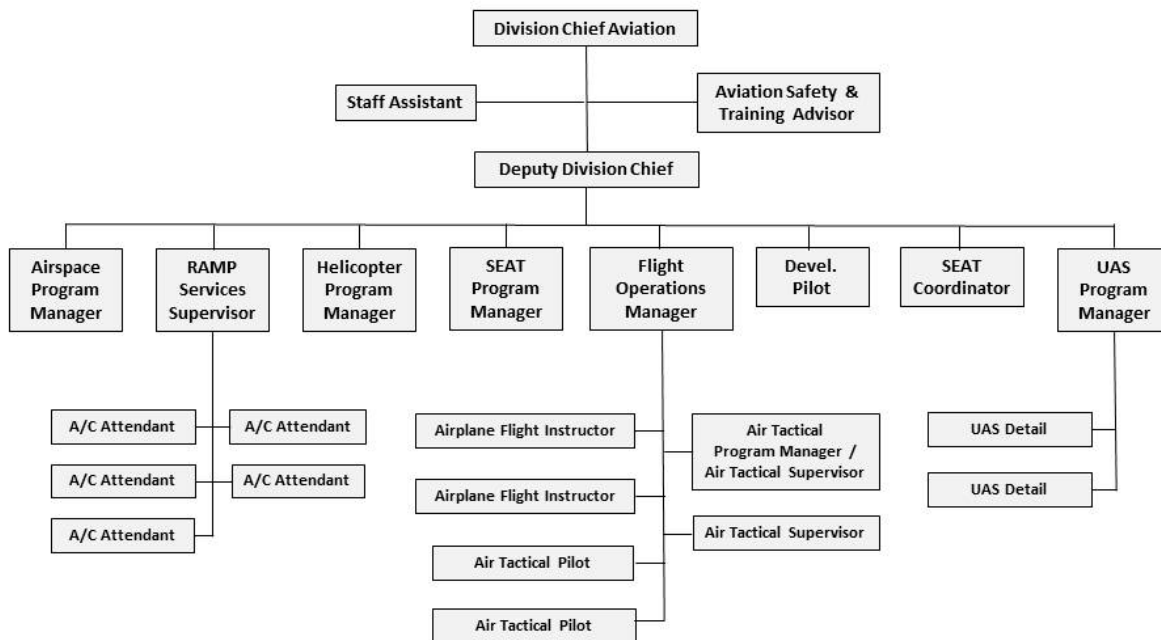 Division Chief Aviation
Staff Assistant
Aviation Safety &
Training Advisor
Deputy Division Chief
Airspace
Program
Manager
RAMP
Services
Supervisor
Helicopter
Program
Manager
SEAT
Program
Manager
Flight
Operations
Manager
Devel.
Pilot
SEAT
Coordinator
UAS
Program
Manager
A/C Attendant
A/C Attendant
A/C Attendant
A/C Attendant
A/C Attendant
Airplane Flight Instructor
Air Tactical
Program Manager /
Air Tactical Supervisor
Airplane Flight Instructor
Air Tactical Supervisor
Air Tactical Pilot
Air Tactical Pilot
UAS Detail
UAS Detail